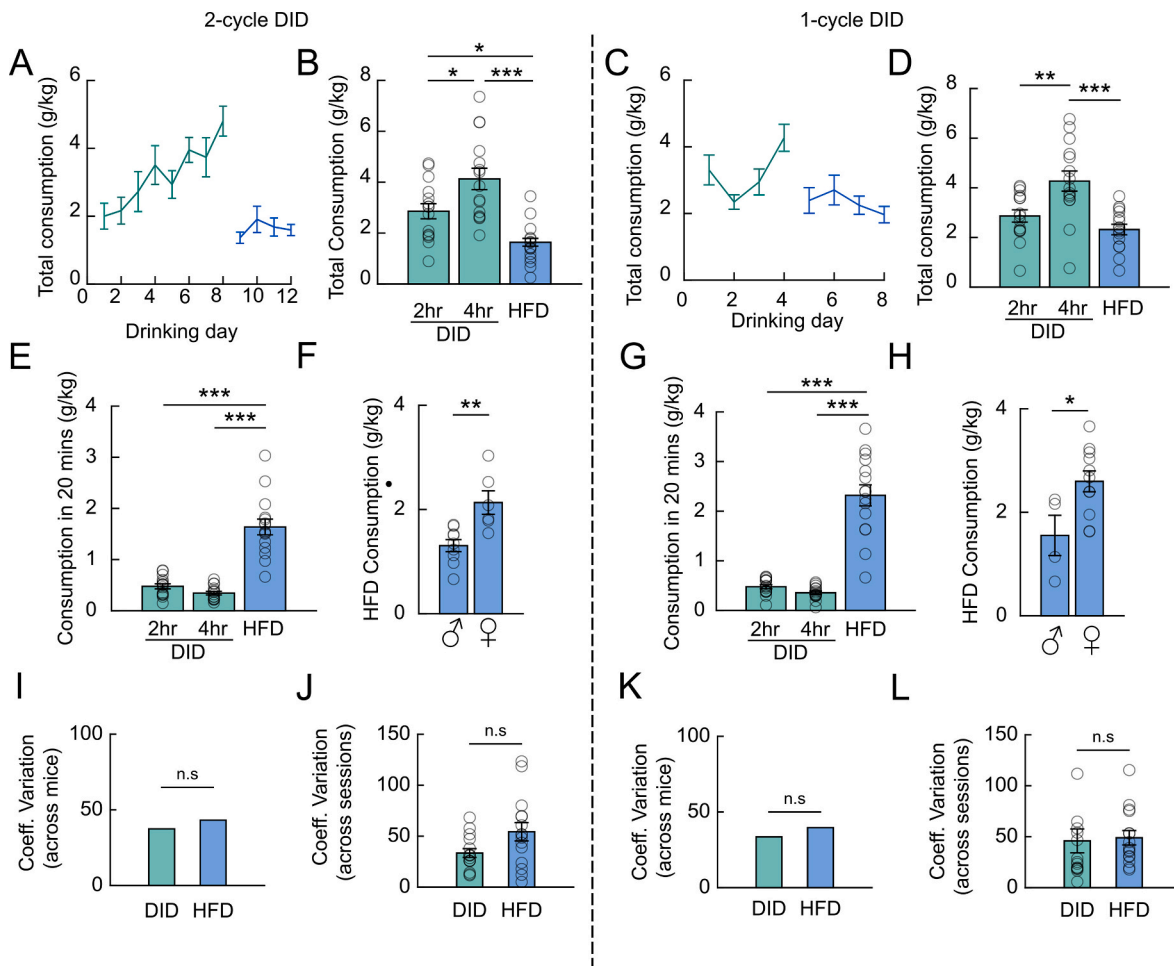 2-cycle DID
1-cycle DID
A
Total consumption (g/kg)
6
4
2
0
2 4 6 8 10 12
Drinking day
B
Total Consumption (g/kg)
6
8
4
2
0
*
* ***
2hr 4hr HFD
DID
C
Total consumption (g/kg)
6
4
2
0
0 2 4 6 8
Drinking day
D
Total consumption (g/kg)
8
6
4
2
0
** ***
2hr 4hr HFD
DID
E
Consumption in 20 mins (g/kg)
4
3
2
1
0
***
***
2hr 4hr HFD
DID
F
HFD Consumption (g/kg)
4
2
0
**
♂ ♀
G
Consumption in 20 mins (g/kg)
4
3
2
1
0
***
***
2hr 4hr HFD
DID
H
HFD Consumption (g/kg)
4
2
0
*
♂ ♀
I
Coeff. Variation
(across mice)
100
50
0
n.s
DID HFD
J
Coeff. Variation
(across sessions)
150
100
50
0
n.s
DID HFD
K
Coeff. Variation
(across mice)
100
50
0
n.s
DID HFD
L
Coeff. Variation
(across sessions)
150
100
50
0
n.s
DID HFD